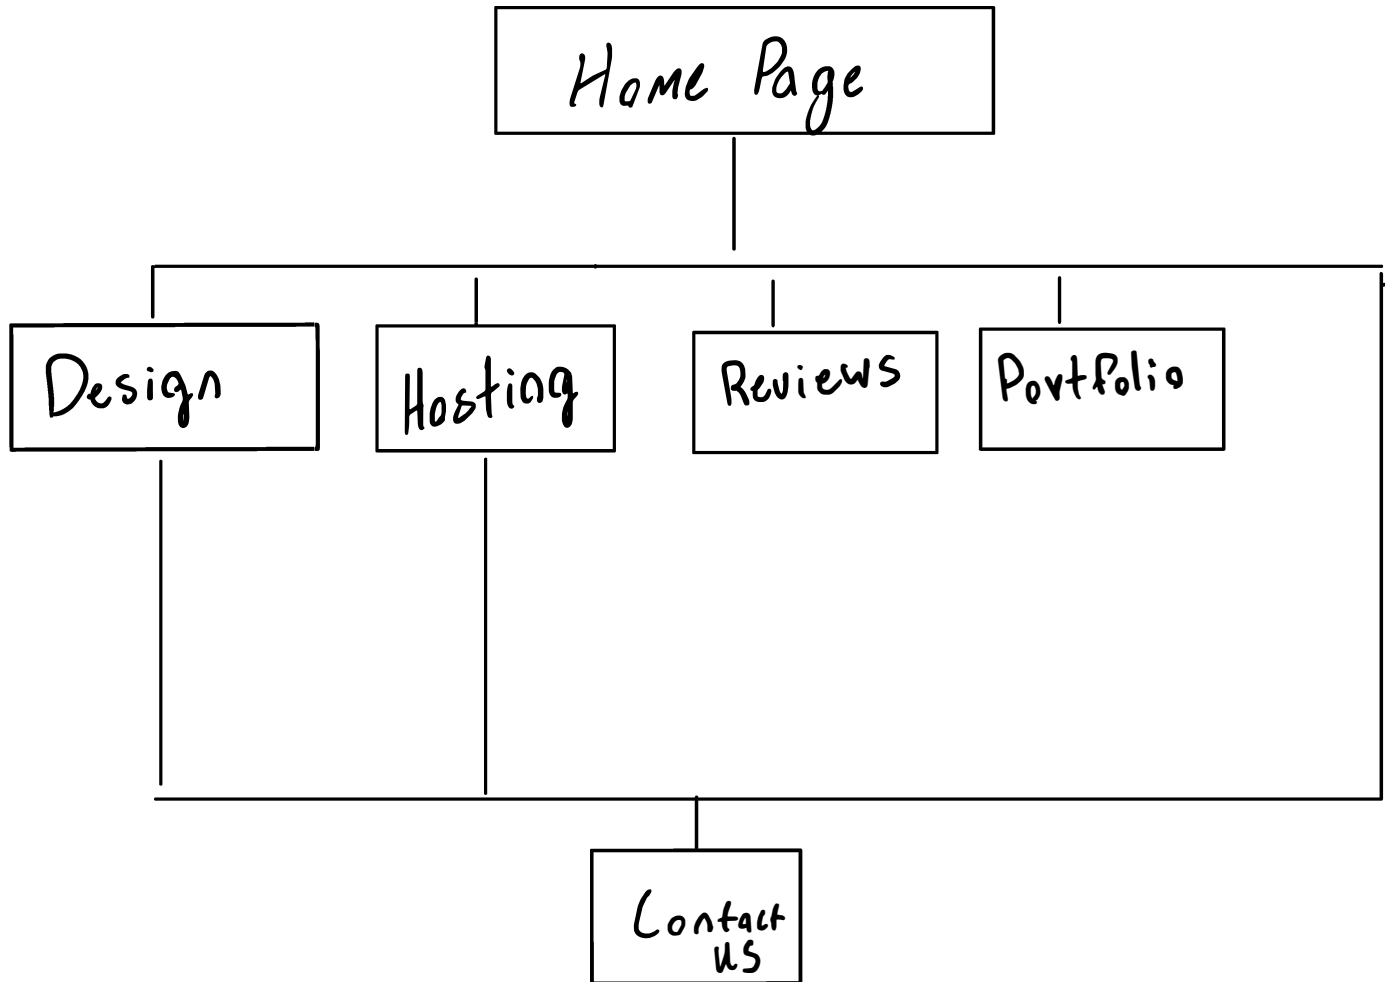 Home Page
Design
Hosting
Reviews
Portfolio
Contact
us